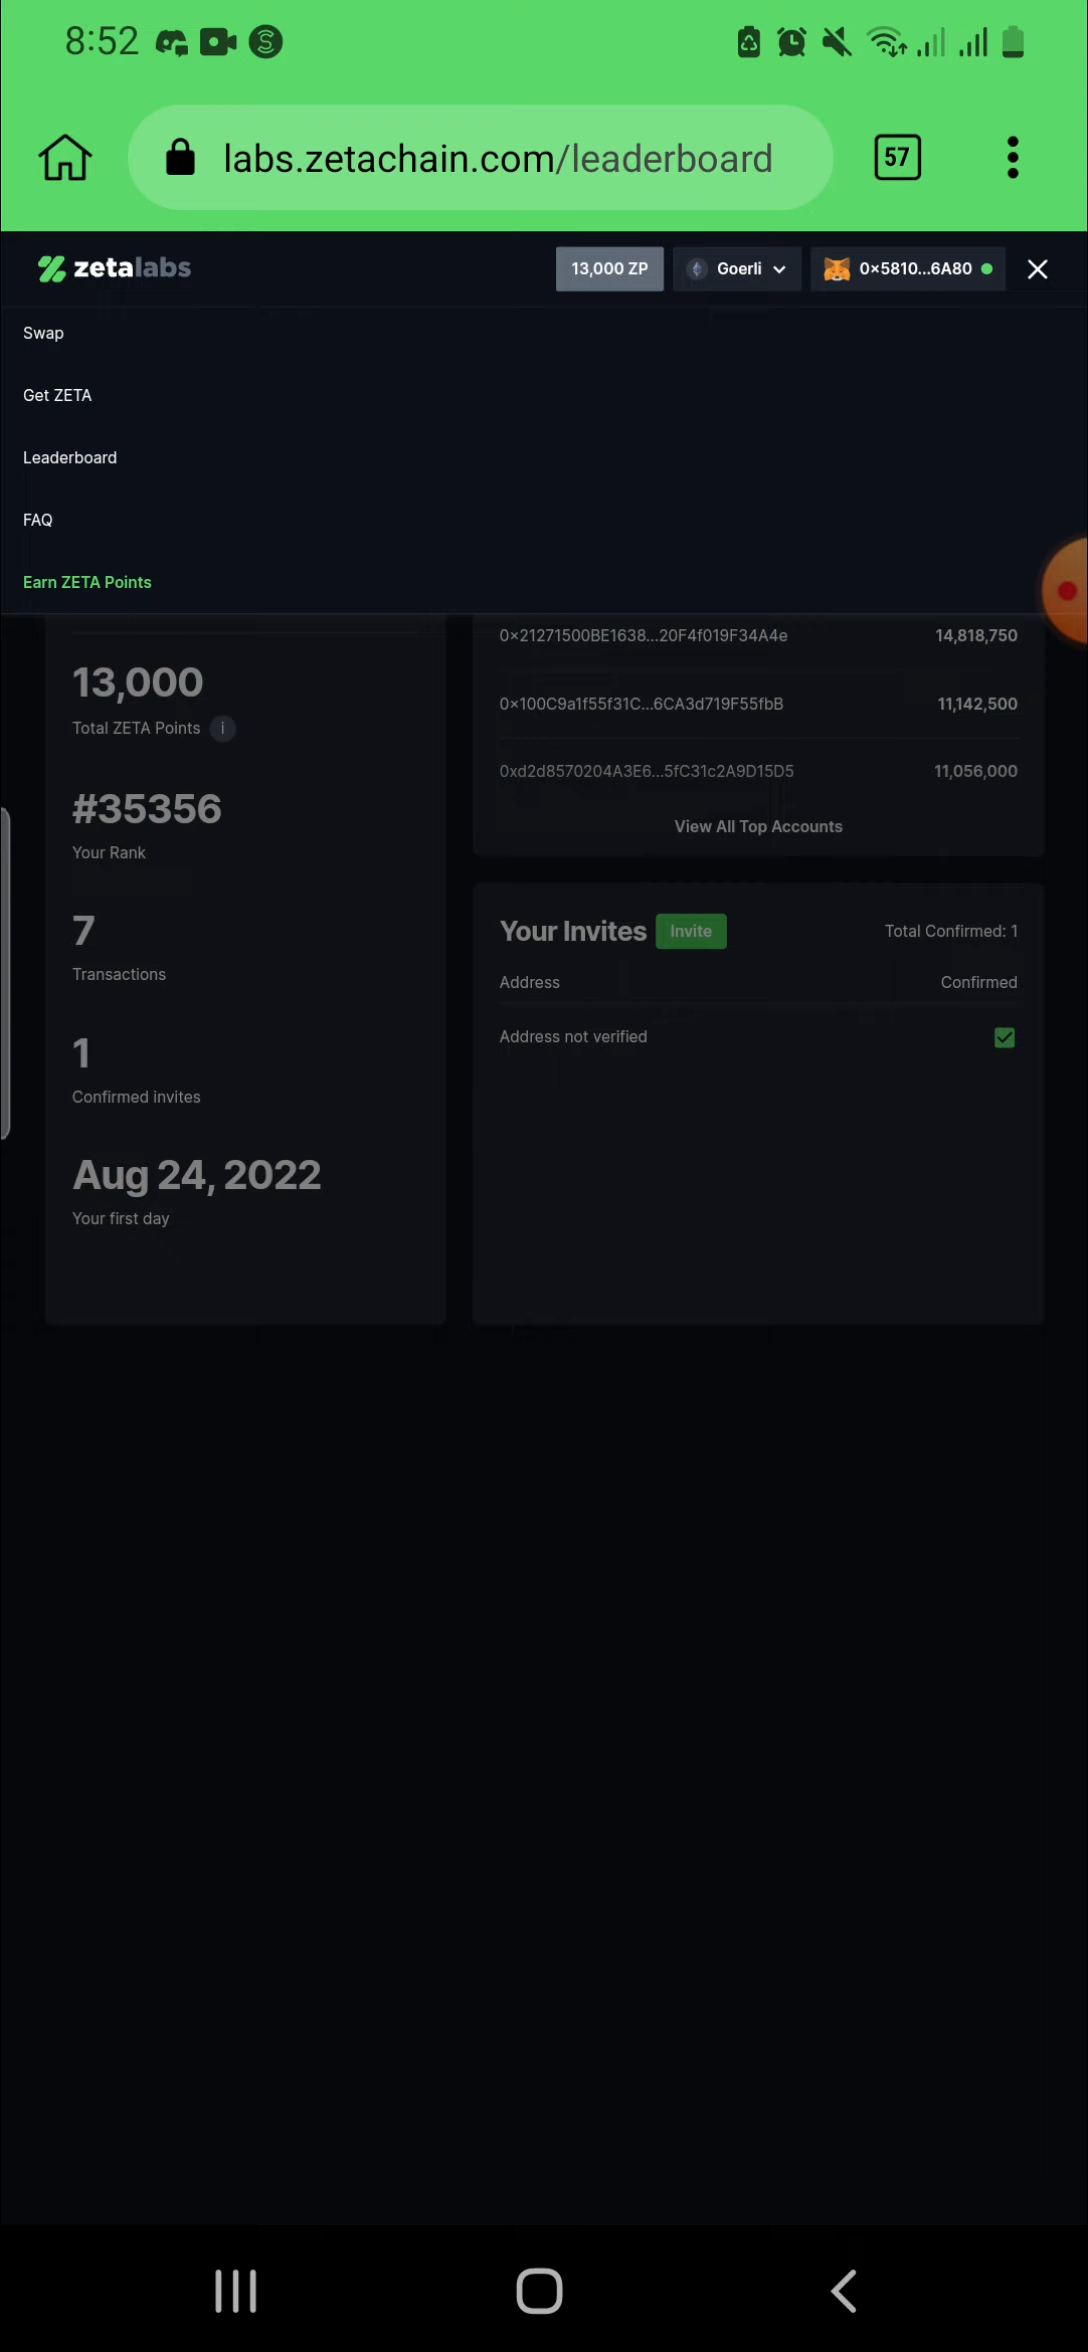 8:52
labs.zetachain.com/leaderboard
57
zetalabs
13,000 ZP
Goerli
0x5810...6A80
Swap
Get ZETA
Leaderboard
FAQ
Earn ZETA Points
13,000
Total ZETA Points
i
#35356
Your Rank
7
Transactions
1
Confirmed invites
Aug 24, 2022
Your first day
0x21271500BE1638...20F4f019F34A4e 14,818,750
0x100C9a1f55f31C...6CA3d719F55fbB 11,142,500
0xd2d8570204A3E6...5fC31c2A9D15D5 11,056,000
View All Top Accounts
Your Invites Invite Total Confirmed: 1
Address Confirmed
Address not verified